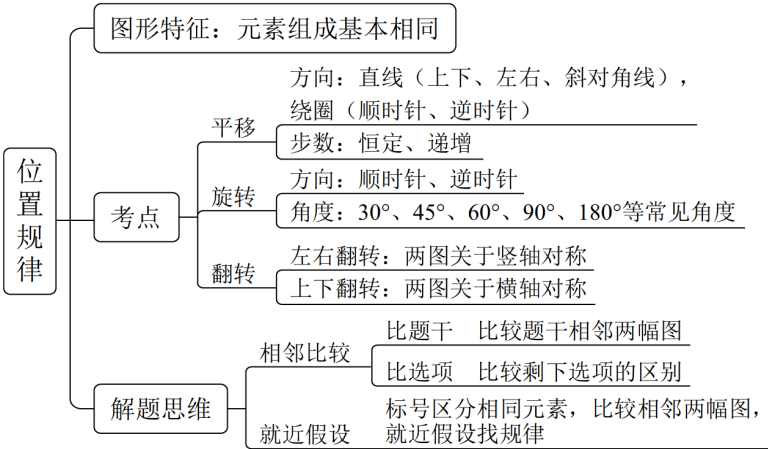 位置规律
图形特征：元素组成基本相同
考点
平移
方向：直线（上下、左右、斜对角线），
绕圈（顺时针、逆时针）
步数：恒定、递增
旋转
方向：顺时针、逆时针
角度：30°、45°、60°、90°、180°等常见角度
翻转
左右翻转：两图关于竖轴对称
上下翻转：两图关于横轴对称
解题思维
相邻比较
比题干 比较题干相邻两幅图
比选项 比较剩下选项的区别
就近假设
标号区分相同元素，比较相邻两幅图，
就近假设找规律